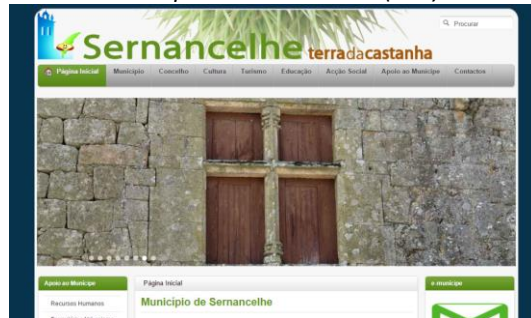 Procurar
Sernancelhe terradacastanha
Página Inicial Município Concelho Cultura Turismo Educação Acção Social Apoio ao Munícipe Contactos
Apoio ao Munícipe
Página Inicial
e-munícipe
Recursos Humanos
Município de Sernancelhe